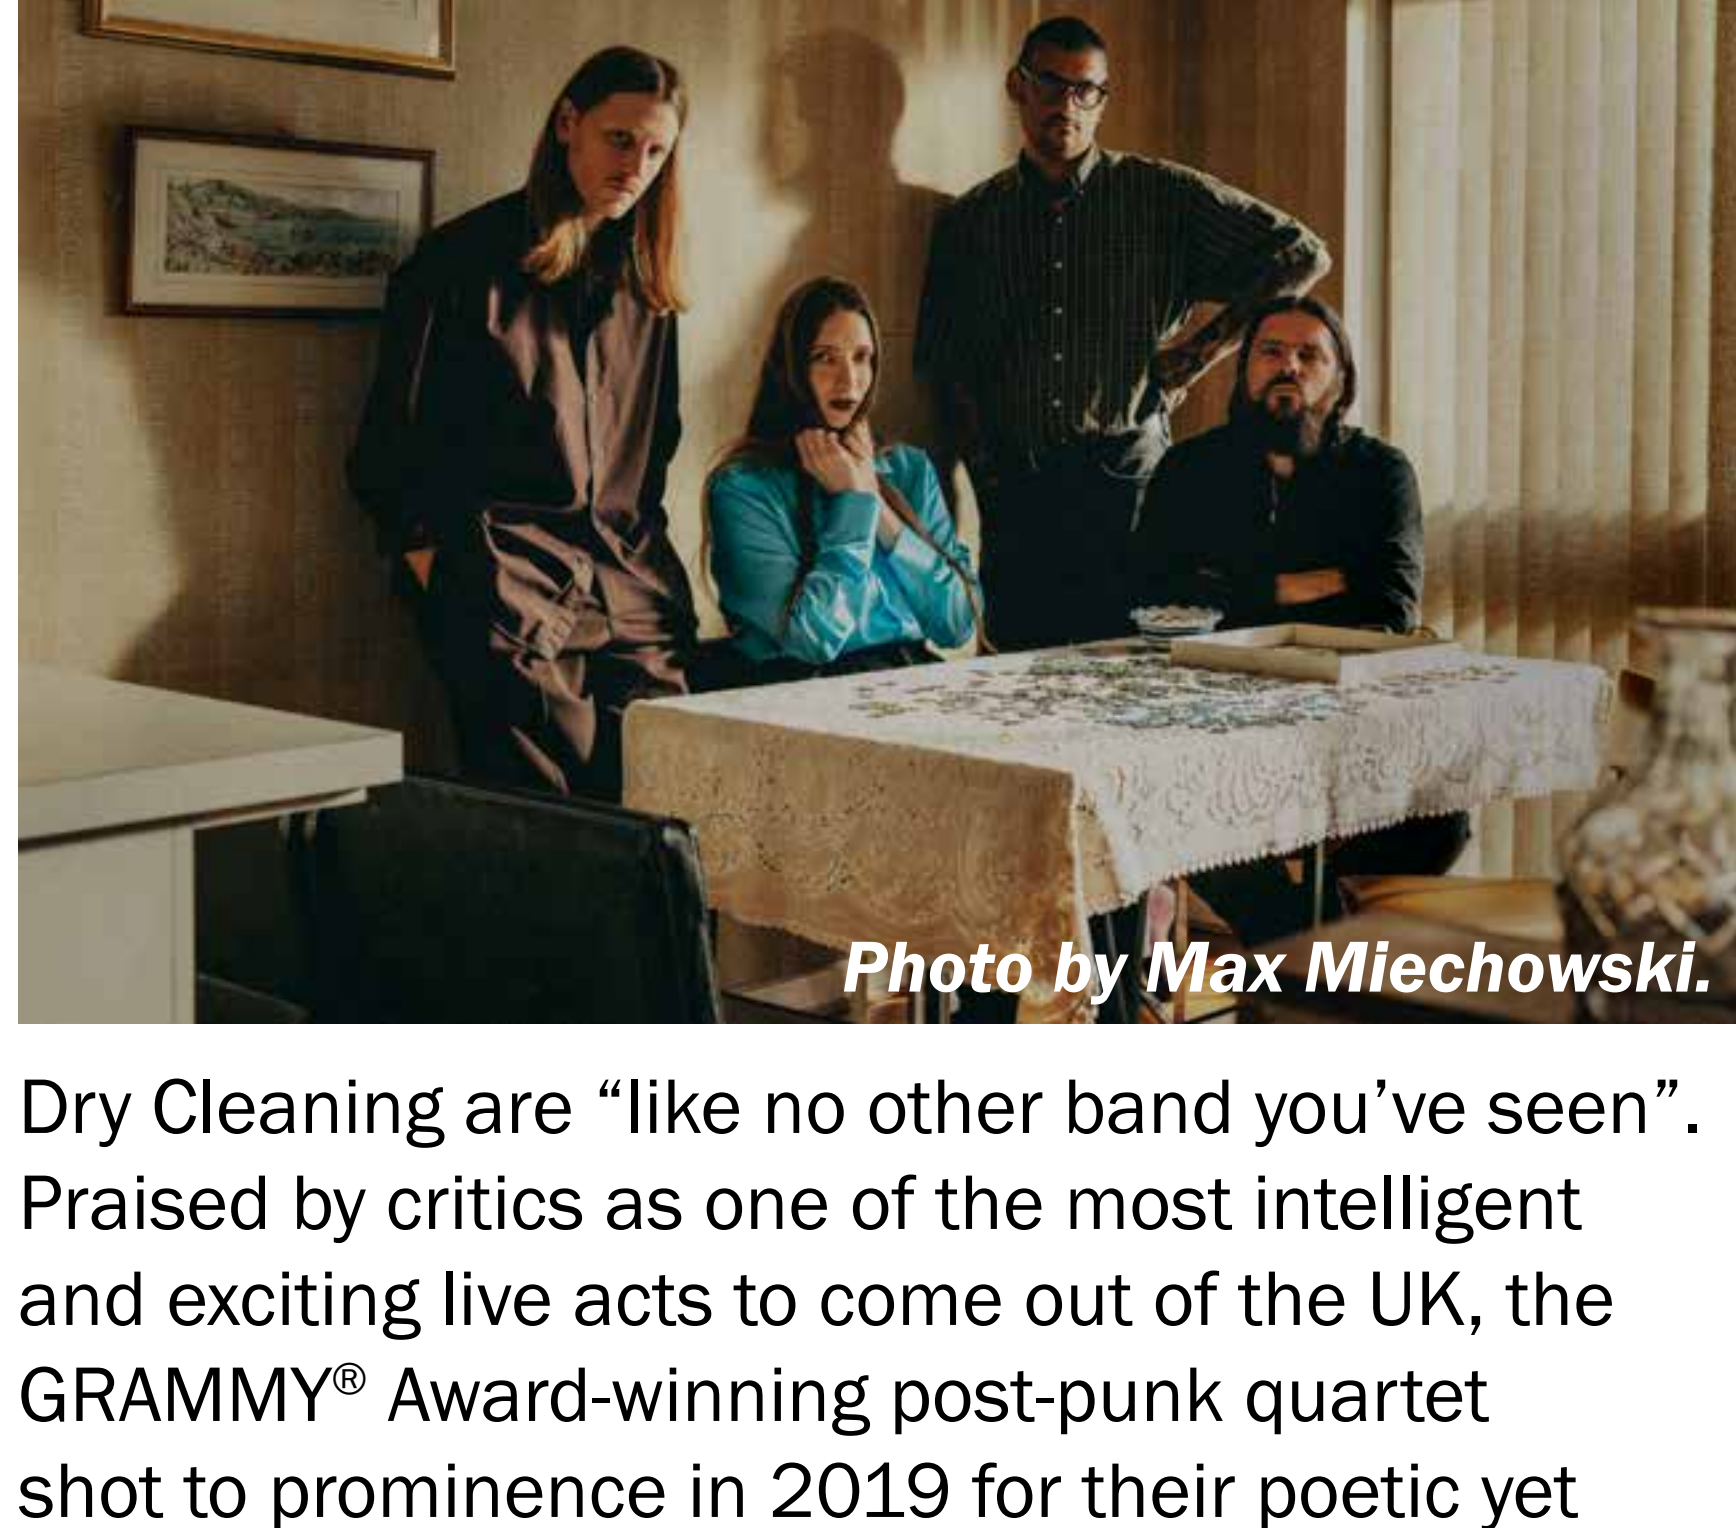 Photo by Max Miechowski.
Dry Cleaning are “like no other band you’ve seen”.
Praised by critics as one of the most intelligent
and exciting live acts to come out of the UK, the
GRAMMY® Award-winning post-punk quartet
shot to prominence in 2019 for their poetic yet